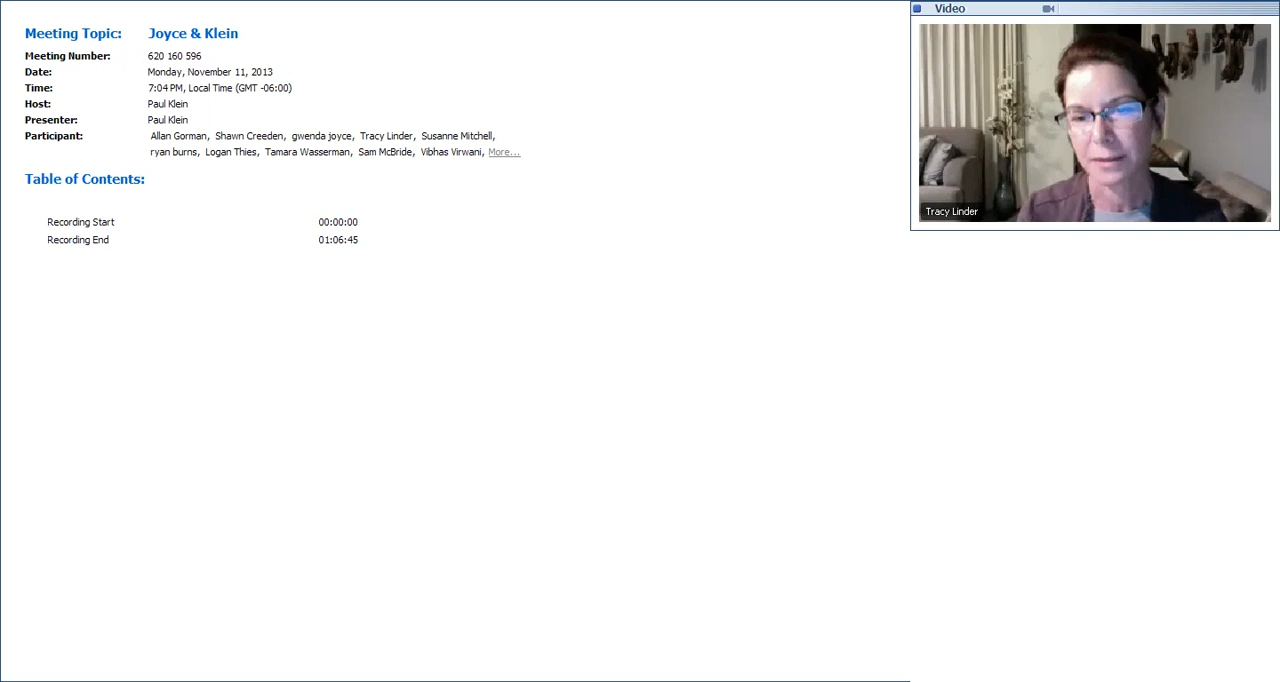 Meeting Topic: Joyce & Klein
Meeting Number: 620 160 596
Date: Monday, November 11, 2013
Time: 7:04 PM, Local Time (GMT -06:00)
Host: Paul Klein
Presenter: Paul Klein
Participant: Allan Gorman, Shawn Creeden, gwenda joyce, Tracy Linder, Susanne Mitchell,
ryan burns, Logan Thies, Tamara Wasserman, Sam McBride, Vibhas Virwani, More...
Table of Contents:
Recording Start 00:00:00
Recording End 01:06:45
Video
Tracy Linder